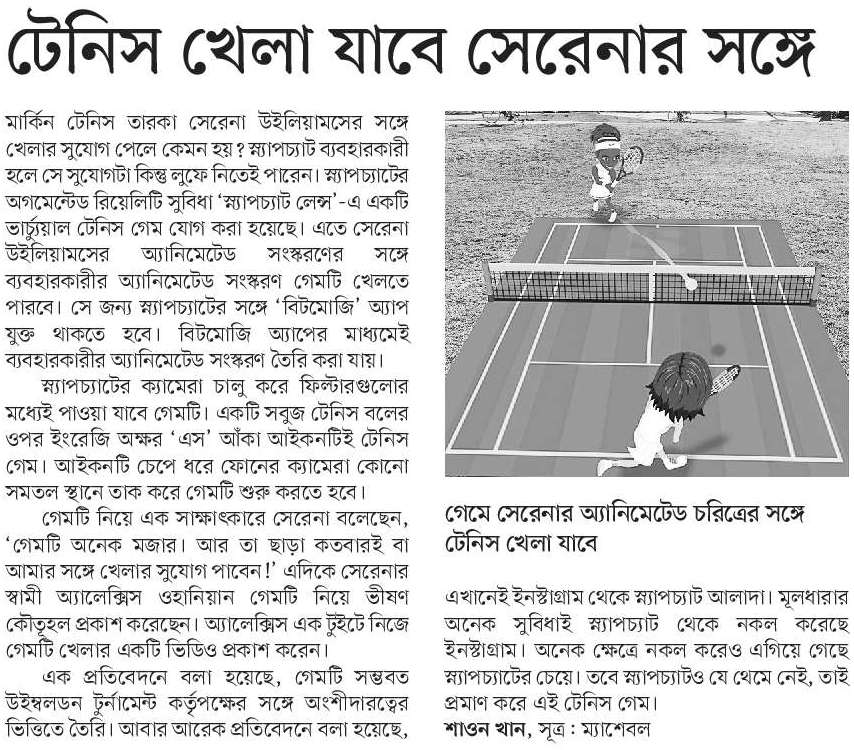 টেনিস খেলা যাবে সেরেনার সঙ্গে
মার্কিন টেনিস তারকা সেরেনা উইলিয়ামসের সঙ্গে
খেলার সুযোগ পেলে কেমন হয়? স্ন্যাপচ্যাট ব্যবহারকারী
হলে সে সুযোগটা কিন্তু লুফে নিতেই পারেন। স্ন্যাপচ্যাটের
অগমেন্টেড রিয়েলিটি সুবিধা ‘স্ন্যাপচ্যাট লেন্স’-এ একটি
ভার্চ্যুয়াল টেনিস গেম যোগ করা হয়েছে। এতে সেরেনা
উইলিয়ামসের অ্যানিমেটেড সংস্করণের সঙ্গে
ব্যবহারকারীর অ্যানিমেটেড সংস্করণ গেমটি খেলতে
পারবে। সে জন্য স্ন্যাপচ্যাটের সঙ্গে ‘বিটমোজি’ অ্যাপ
যুক্ত থাকতে হবে। বিটমোজি অ্যাপের মাধ্যমেই
ব্যবহারকারীর অ্যানিমেটেড সংস্করণ তৈরি করা যায়।
স্ন্যাপচ্যাটের ক্যামেরা চালু করে ফিল্টারগুলোর
মধ্যেই পাওয়া যাবে গেমটি। একটি সবুজ টেনিস বলের
ওপর ইংরেজি অক্ষর ‘এস’ আঁকা আইকনটিই টেনিস
গেম। আইকনটি চেপে ধরে ফোনের ক্যামেরা কোনো
সমতল স্থানে তাক করে গেমটি শুরু করতে হবে।
গেমটি নিয়ে এক সাক্ষাৎকারে সেরেনা বলেছেন,
‘গেমটি অনেক মজার। আর তা ছাড়া কতবারই বা
আমার সঙ্গে খেলার সুযোগ পাবেন!’ এদিকে সেরেনার
স্বামী অ্যালেক্সিস ওহানিয়ান গেমটি নিয়ে ভীষণ
কৌতূহল প্রকাশ করেছেন। অ্যালেক্সিস এক টুইটে নিজে
গেমটি খেলার একটি ভিডিও প্রকাশ করেন।
এক প্রতিবেদনে বলা হয়েছে, গেমটি সম্ভবত
উইম্বলডন টুর্নামেন্ট কর্তৃপক্ষের সঙ্গে অংশীদারত্বের
ভিত্তিতে তৈরি। আবার আরেক প্রতিবেদনে বলা হয়েছে,
গেমে সেরেনার অ্যানিমেটেড চরিত্রের সঙ্গে
টেনিস খেলা যাবে
এখানেই ইনস্টাগ্রাম থেকে স্ন্যাপচ্যাট আলাদা। মূলধারার
অনেক সুবিধাই স্ন্যাপচ্যাট থেকে নকল করেছে
ইনস্টাগ্রাম। অনেক ক্ষেত্রে নকল করেও এগিয়ে গেছে
স্ন্যাপচ্যাটের চেয়ে। তবে স্ন্যাপচ্যাটও যে থেমে নেই, তাই
প্রমাণ করে এই টেনিস গেম।
শাওন খান, সূত্র : ম্যাশেবল